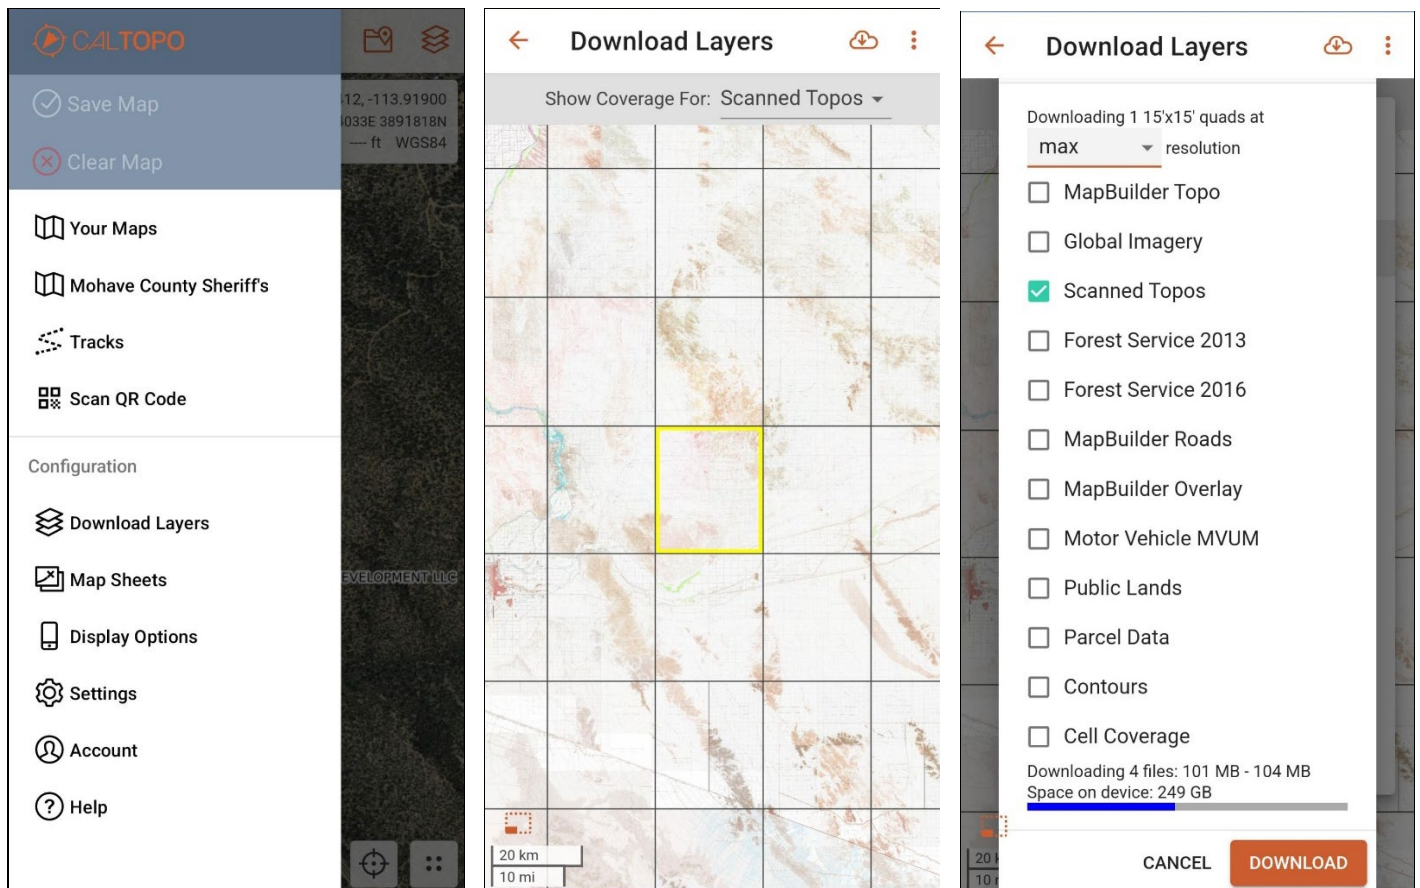 CALTOPO
Save Map
Clear Map
12, -113.91900
033E 3891818N
---- ft WGS84
Your Maps
Mohave County Sheriff's
Tracks
Scan QR Code
Configuration
Download Layers
Map Sheets
EVELOPMENT LLC
Display Options
Settings
Account
Help
Download Layers
Show Coverage For: Scanned Topos
20 km
10 mi
Download Layers
Downloading 1 15'x15' quads at
max resolution
MapBuilder Topo
Global Imagery
Scanned Topos
Forest Service 2013
Forest Service 2016
MapBuilder Roads
MapBuilder Overlay
Motor Vehicle MVUM
Public Lands
Parcel Data
Contours
Cell Coverage
Downloading 4 files: 101 MB - 104 MB
Space on device: 249 GB
20
10
CANCEL DOWNLOAD